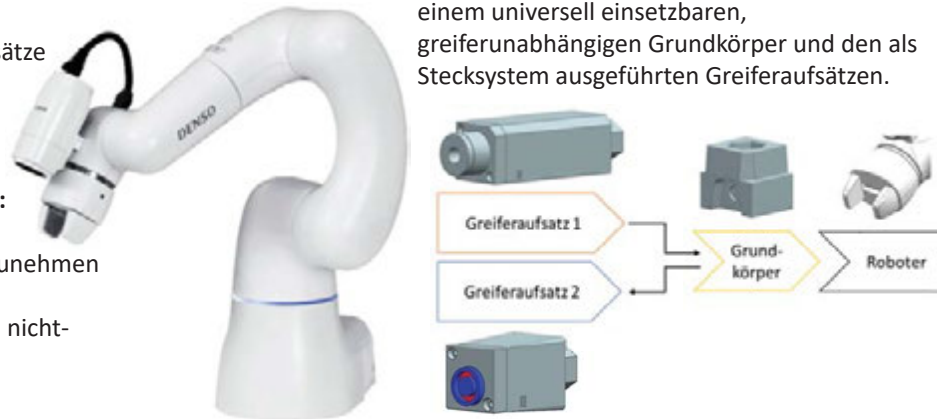 sätze
:
unehmen
nicht-
DENSO
einem universell einsetzbaren,
greiferunabhängigen Grundkörper und den als
Stecksystem ausgeführten Greiferaufsätzen.
Greiferaufsatz 1
Greiferaufsatz 2
Grund-
körper
Roboter